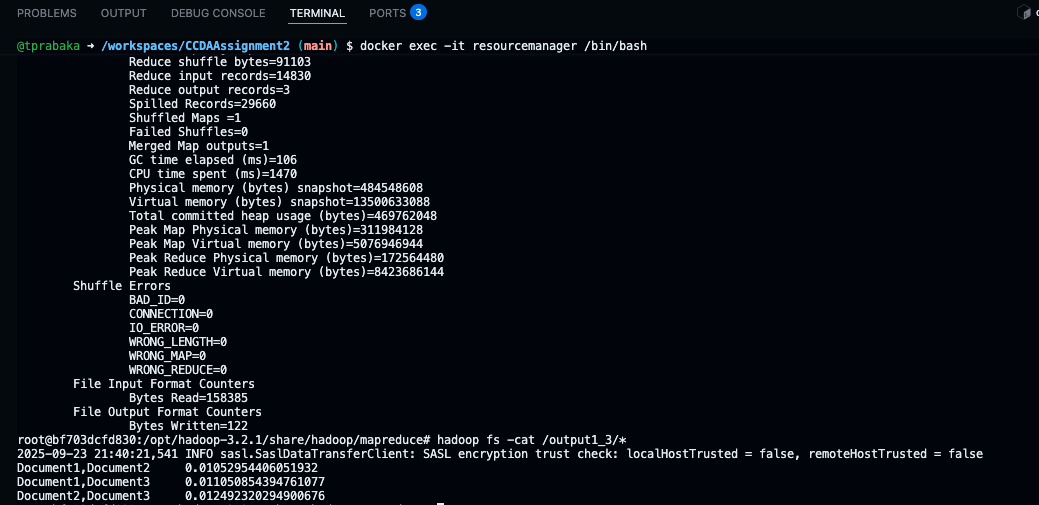 PROBLEMS OUTPUT DEBUG CONSOLE TERMINAL PORTS 3
@tprabaka → /workspaces/CCDAAssignment2 (main) $ docker exec -it resourcemanager /bin/bash
Reduce shuffle bytes=91103
Reduce input records=14830
Reduce output records=3
Spilled Records=29660
Shuffled Maps =1
Failed Shuffles=0
Merged Map outputs=1
GC time elapsed (ms)=106
CPU time spent (ms)=1470
Physical memory (bytes) snapshot=484548608
Virtual memory (bytes) snapshot=13500633088
Total committed heap usage (bytes)=469762048
Peak Map Physical memory (bytes)=311984128
Peak Map Virtual memory (bytes)=5076946944
Peak Reduce Physical memory (bytes)=172564480
Peak Reduce Virtual memory (bytes)=8423686144
Shuffle Errors
BAD_ID=0
CONNECTION=0
IO_ERROR=0
WRONG_LENGTH=0
WRONG_MAP=0
WRONG_REDUCE=0
File Input Format Counters
Bytes Read=158385
File Output Format Counters
Bytes Written=122
root@bf703dcfd830:/opt/hadoop-3.2.1/share/hadoop/mapreduce# hadoop fs -cat /output1_3/*
2025-09-23 21:40:21,541 INFO sasl.SaslDataTransferClient: SASL encryption trust check: localHostTrusted = false, remoteHostTrusted = false
Document1,Document2 0.01052954406051932
Document1,Document3 0.011050854394761077
Document2,Document3 0.012492320294900676